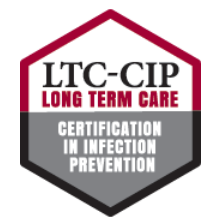 LTC-CIP
LONG TERM CARE
CERTIFICATION
IN INFECTION
PREVENTION